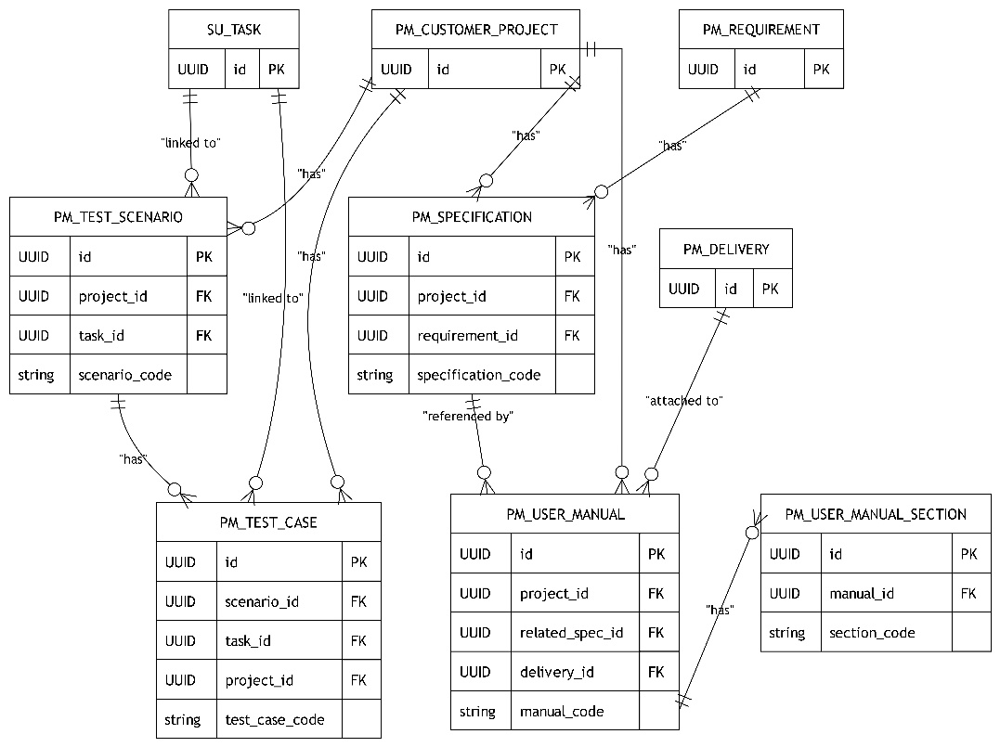 SU_TASK
UUID id PK
PM_CUSTOMER_PROJECT
UUID id PK
PM_REQUIREMENT
UUID id PK
"linked to"
"has"
"has"
"has"
"has"
"linked to"
"has"
PM_TEST_SCENARIO
UUID id PK
UUID project_id FK
UUID task_id FK
string scenario_code
PM_SPECIFICATION
UUID id PK
UUID project_id FK
UUID requirement_id FK
string specification_code
PM_DELIVERY
UUID id PK
"has"
"referenced by"
"attached to"
PM_TEST_CASE
UUID id PK
UUID scenario_id FK
UUID task_id FK
UUID project_id FK
string test_case_code
PM_USER_MANUAL
UUID id PK
UUID project_id FK
UUID related_spec_id FK
UUID delivery_id FK
string manual_code
"has"
PM_USER_MANUAL_SECTION
UUID id PK
UUID manual_id FK
string section_code